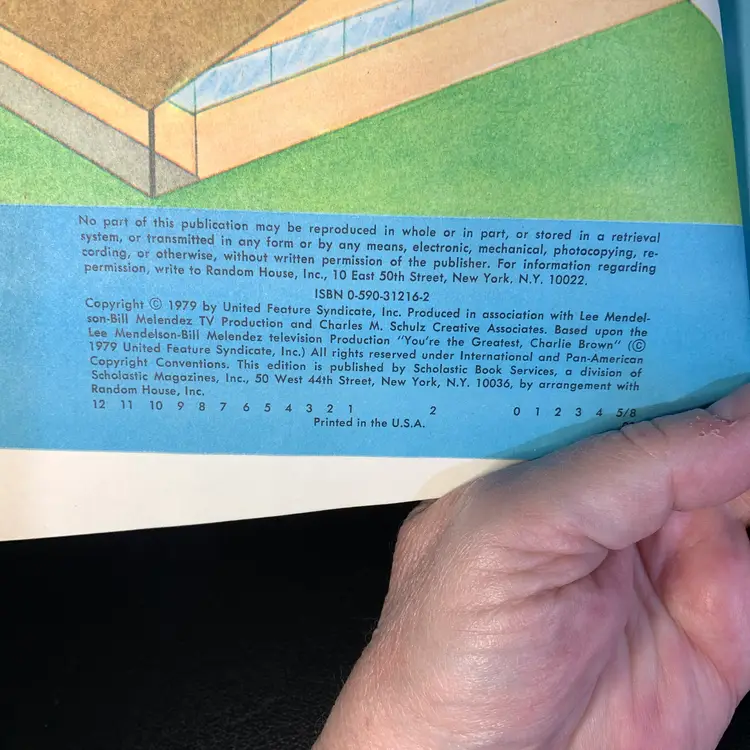 No part of this publication may be reproduced in whole or in part, or stored in a retrieval
system, or transmitted in any form or by any means, electronic, mechanical, photocopying, re-
cording, or otherwise, without written permission of the publisher. For information regarding
permission, write to Random House, Inc., 10 East 50th Street, New York, N.Y. 10022.
ISBN 0-590-31216-2
Copyright © 1979 by United Feature Syndicate, Inc. Produced in association with Lee Mendel-
son-Bill Melendez TV Production and Charles M. Schulz Creative Associates. Based upon the
Lee Mendelson-Bill Melendez television Production "You're the Greatest, Charlie Brown" (©
1979 United Feature Syndicate, Inc.) All rights reserved under International and Pan-American
Copyright Conventions. This edition is published by Scholastic Book Services, a division of
Scholastic Magazines, Inc., 50 West 44th Street, New York, N.Y. 10036, by arrangement with
Random House, Inc.
12 11 10 9 8 7 6 5 4 3 2 1 2 0 1 2 3 4 5/8
Printed in the U.S.A.